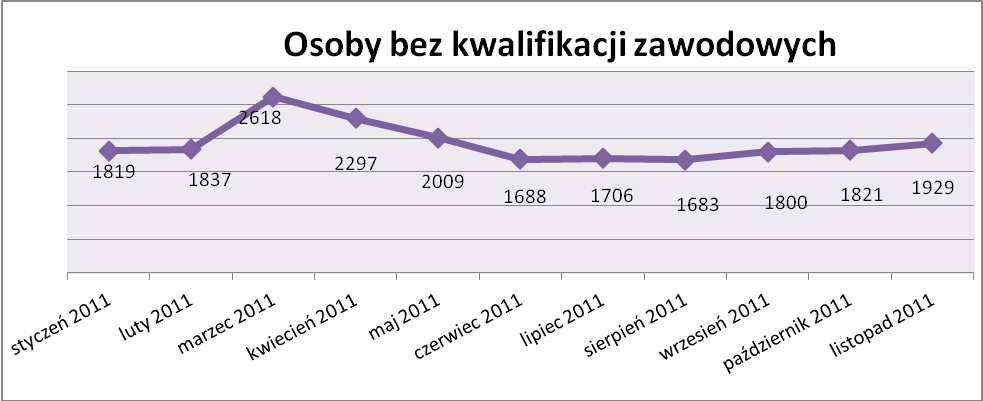 Osoby bez kwalifikacji zawodowych
1819
1837
2618
2297
2009
1688
1706
1683
1800
1821
1929
styczeń 2011
luty 2011
marzec 2011
kwiecień 2011
maj 2011
czerwiec 2011
lipiec 2011
sierpień 2011
wrzesień 2011
październik 2011
listopad 2011